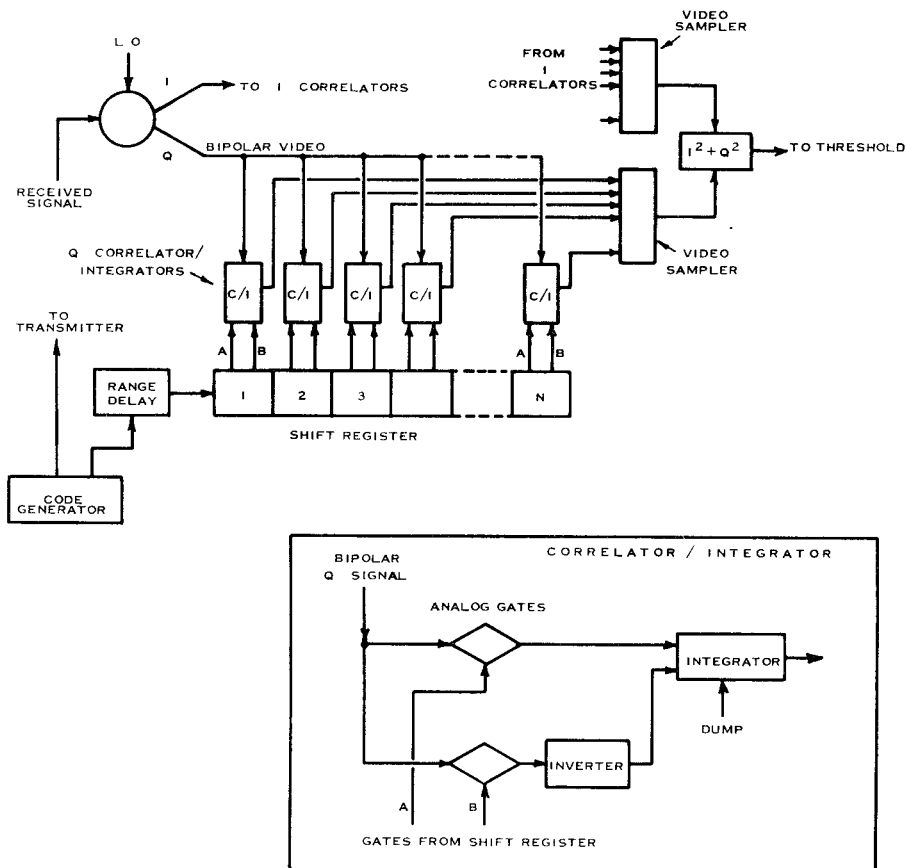 VIDEO
SAMPLER
L O
FROM
I
CORRELATORS
I
TO I CORRELATORS
I² + Q²
TO THRESHOLD
Q
BIPOLAR VIDEO
RECEIVED
SIGNAL
VIDEO
SAMPLER
Q CORRELATOR/
INTEGRATORS
C/I
C/I
C/I
C/I
C/I
TO
TRANSMITTER
A
B
A
B
RANGE
DELAY
1
2
3
N
SHIFT REGISTER
CODE
GENERATOR
CORRELATOR / INTEGRATOR
BIPOLAR
Q SIGNAL
ANALOG GATES
INTEGRATOR
DUMP
INVERTER
A
B
GATES FROM SHIFT REGISTER